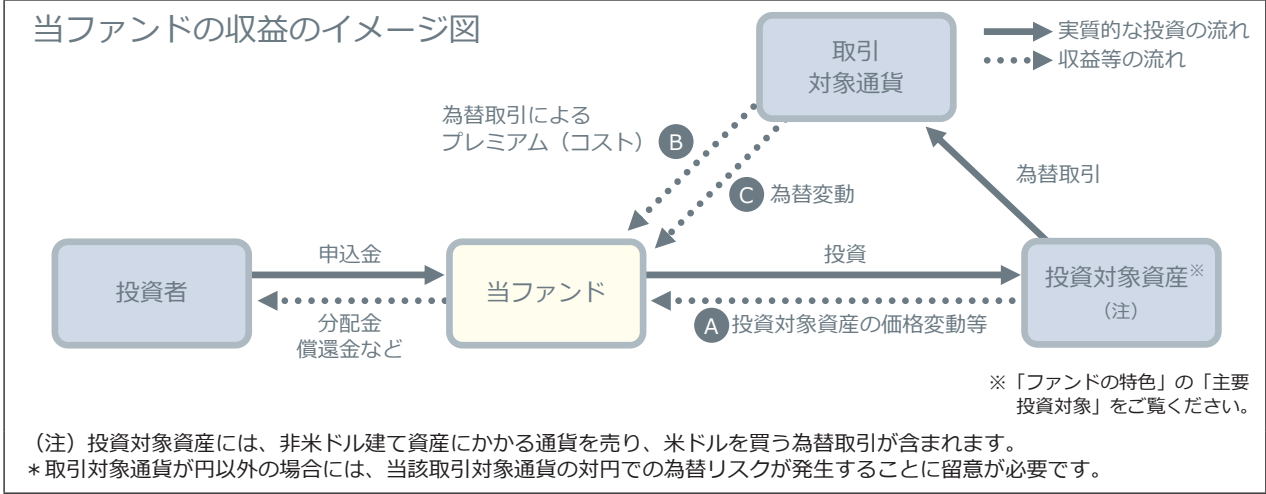 当ファンドの収益のイメージ図
実質的な投資の流れ
収益等の流れ
取引
対象通貨
為替取引による
プレミアム（コスト）
B
C
為替変動
為替取引
投資者
申込金
分配金
償還金など
当ファンド
投資
A
投資対象資産の価格変動等
投資対象資産※
（注）
※「ファンドの特色」の「主要
投資対象」をご覧ください。
（注）投資対象資産には、非米ドル建て資産にかかる通貨を売り、米ドルを買う為替取引が含まれます。
＊取引対象通貨が円以外の場合には、当該取引対象通貨の対円での為替リスクが発生することに留意が必要です。